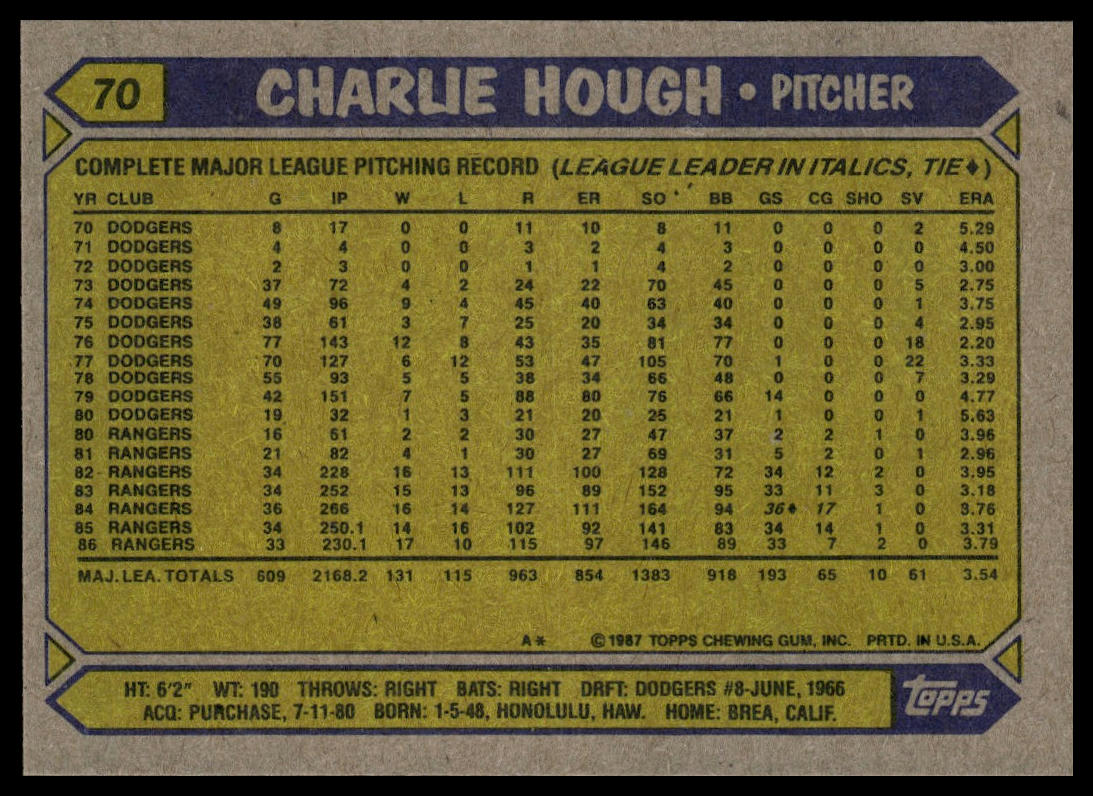 70 CHARLIE HOUGH • PITCHER
COMPLETE MAJOR LEAGUE PITCHING RECORD (LEAGUE LEADER IN ITALICS, TIE♦)
YR CLUB G IP W L R ER SO BB GS CG SHO SV ERA
70 DODGERS 8 17 0 0 11 10 8 11 0 0 0 2 5.29
71 DODGERS 4 4 0 0 3 2 4 3 0 0 0 0 4.50
72 DODGERS 2 3 0 0 1 1 4 2 0 0 0 0 3.00
73 DODGERS 37 72 4 2 24 22 70 45 0 0 0 5 2.75
74 DODGERS 49 96 9 4 45 40 63 40 0 0 0 1 3.75
75 DODGERS 38 61 3 7 25 20 34 34 0 0 0 4 2.95
76 DODGERS 77 143 12 8 43 35 81 77 0 0 0 18 2.20
77 DODGERS 70 127 6 12 53 47 105 70 1 0 0 22 3.33
78 DODGERS 55 93 5 5 38 34 66 48 0 0 0 7 3.29
79 DODGERS 42 151 7 5 88 80 76 66 14 0 0 0 4.77
80 DODGERS 19 32 1 3 21 20 25 21 1 0 0 1 5.63
80 RANGERS 16 61 2 2 30 27 47 37 2 2 1 0 3.96
81 RANGERS 21 82 4 1 30 27 69 31 5 2 0 1 2.96
82 RANGERS 34 228 16 13 111 100 128 72 34 12 2 0 3.95
83 RANGERS 34 252 15 13 96 89 152 95 33 11 3 0 3.18
84 RANGERS 36 266 16 14 127 111 164 94 36♦ 17 1 0 3.76
85 RANGERS 34 250.1 14 16 102 92 141 83 34 14 1 0 3.31
86 RANGERS 33 230.1 17 10 115 97 146 89 33 7 2 0 3.79
MAJ. LEA. TOTALS 609 2168.2 131 115 963 854 1383 918 193 65 10 61 3.54
A* ©1987 TOPPS CHEWING GUM, INC. PRTD. IN U.S.A.
HT: 6'2" WT: 190 THROWS: RIGHT BATS: RIGHT DRFT: DODGERS #8-JUNE, 1966
ACQ: PURCHASE, 7-11-80 BORN: 1-5-48, HONOLULU, HAW. HOME: BREA, CALIF.
TOPPS